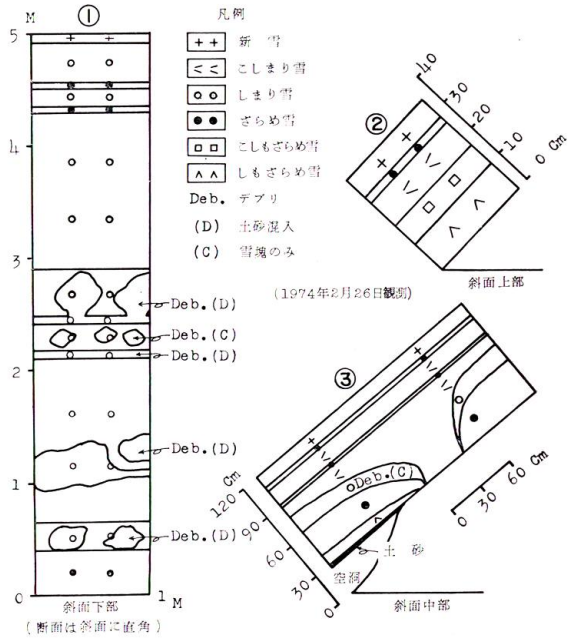 M
①
5
4
3
2
1
0
1 M
Deb.(D)
Deb.(C)
Deb.(D)
Deb.(D)
Deb.(D)
斜面下部
(断面は斜面に直角)
凡例
++ 新 雪
こしまり雪
しまり雪
ざらめ雪
こしもざらめ雪
しもざらめ雪
Deb. デブリ
(D) 土砂混入
(C) 雪塊のみ
(1974年2月26日観測)
②
40
30
20
10
0 Cm
斜面上部
③
Cm
120
90
60
30
0
Deb.(C)
土 砂
空洞
0 30 60 Cm
斜面中部